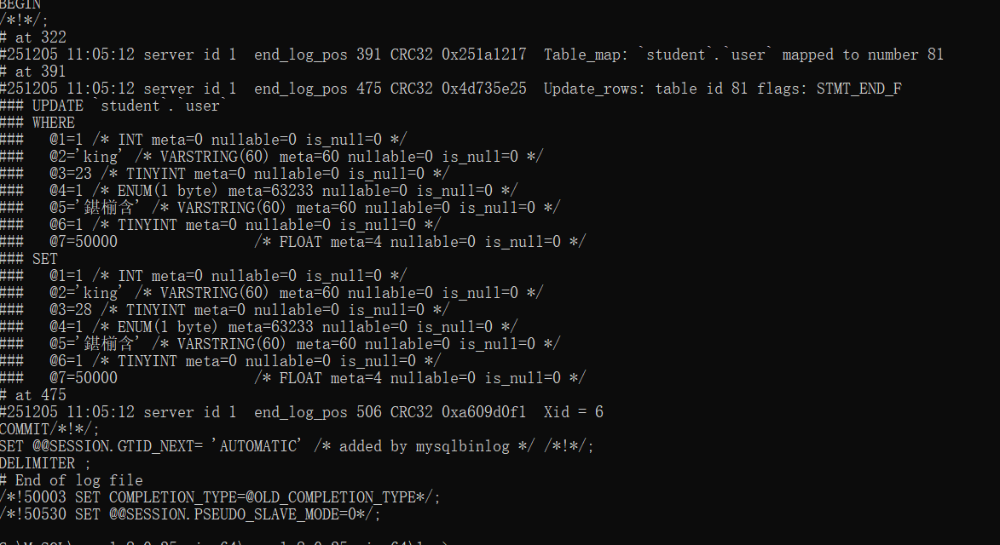 BEGIN
/*!*/;
# at 322
#251205 11:05:12 server id 1  end_log_pos 391 CRC32 0x251a1217  Table_map: `student`.`user` mapped to number 81
# at 391
#251205 11:05:12 server id 1  end_log_pos 475 CRC32 0x4d735e25  Update_rows: table id 81 flags: STMT_END_F
### UPDATE `student`.`user`
### WHERE
###   @1=1 /* INT meta=0 nullable=0 is_null=0 */
###   @2='king' /* VARSTRING(60) meta=60 nullable=0 is_null=0 */
###   @3=23 /* TINYINT meta=0 nullable=0 is_null=0 */
###   @4=1 /* ENUM(1 byte) meta=63233 nullable=0 is_null=0 */
###   @5='鍖椾含' /* VARSTRING(60) meta=60 nullable=0 is_null=0 */
###   @6=1 /* TINYINT meta=0 nullable=0 is_null=0 */
###   @7=50000                /* FLOAT meta=4 nullable=0 is_null=0 */
### SET
###   @1=1 /* INT meta=0 nullable=0 is_null=0 */
###   @2='king' /* VARSTRING(60) meta=60 nullable=0 is_null=0 */
###   @3=28 /* TINYINT meta=0 nullable=0 is_null=0 */
###   @4=1 /* ENUM(1 byte) meta=63233 nullable=0 is_null=0 */
###   @5='鍖椾含' /* VARSTRING(60) meta=60 nullable=0 is_null=0 */
###   @6=1 /* TINYINT meta=0 nullable=0 is_null=0 */
###   @7=50000                /* FLOAT meta=4 nullable=0 is_null=0 */
# at 475
#251205 11:05:12 server id 1  end_log_pos 506 CRC32 0xa609d0f1  Xid = 6
COMMIT/*!*/;
SET @@SESSION.GTID_NEXT= 'AUTOMATIC' /* added by mysqlbinlog */ /*!*/;
DELIMITER ;
# End of log file
/*!50003 SET COMPLETION_TYPE=@OLD_COMPLETION_TYPE*/;
/*!50530 SET @@SESSION.PSEUDO_SLAVE_MODE=0*/;